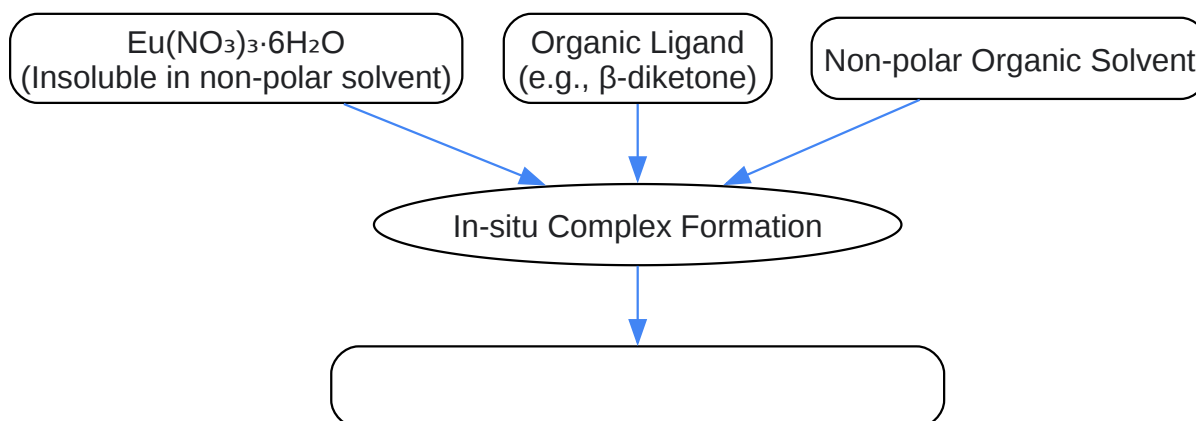 Eu(NO₃)₃·6H₂O
(Insoluble in non-polar solvent)
Organic Ligand
(e.g., β-diketone)
Non-polar Organic Solvent
In-situ Complex Formation